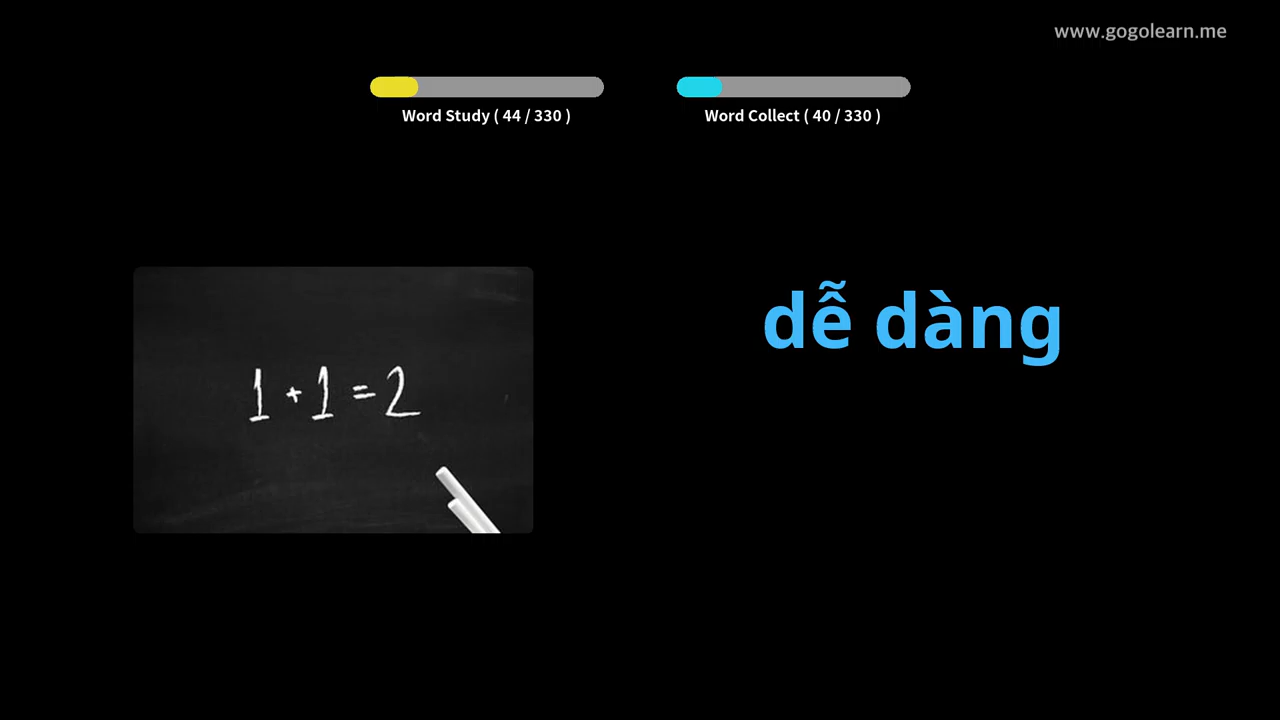 www.gogolearn.me
Word Study ( 44 / 330 )
Word Collect ( 40 / 330 )
dễ dàng
1 + 1 = 2